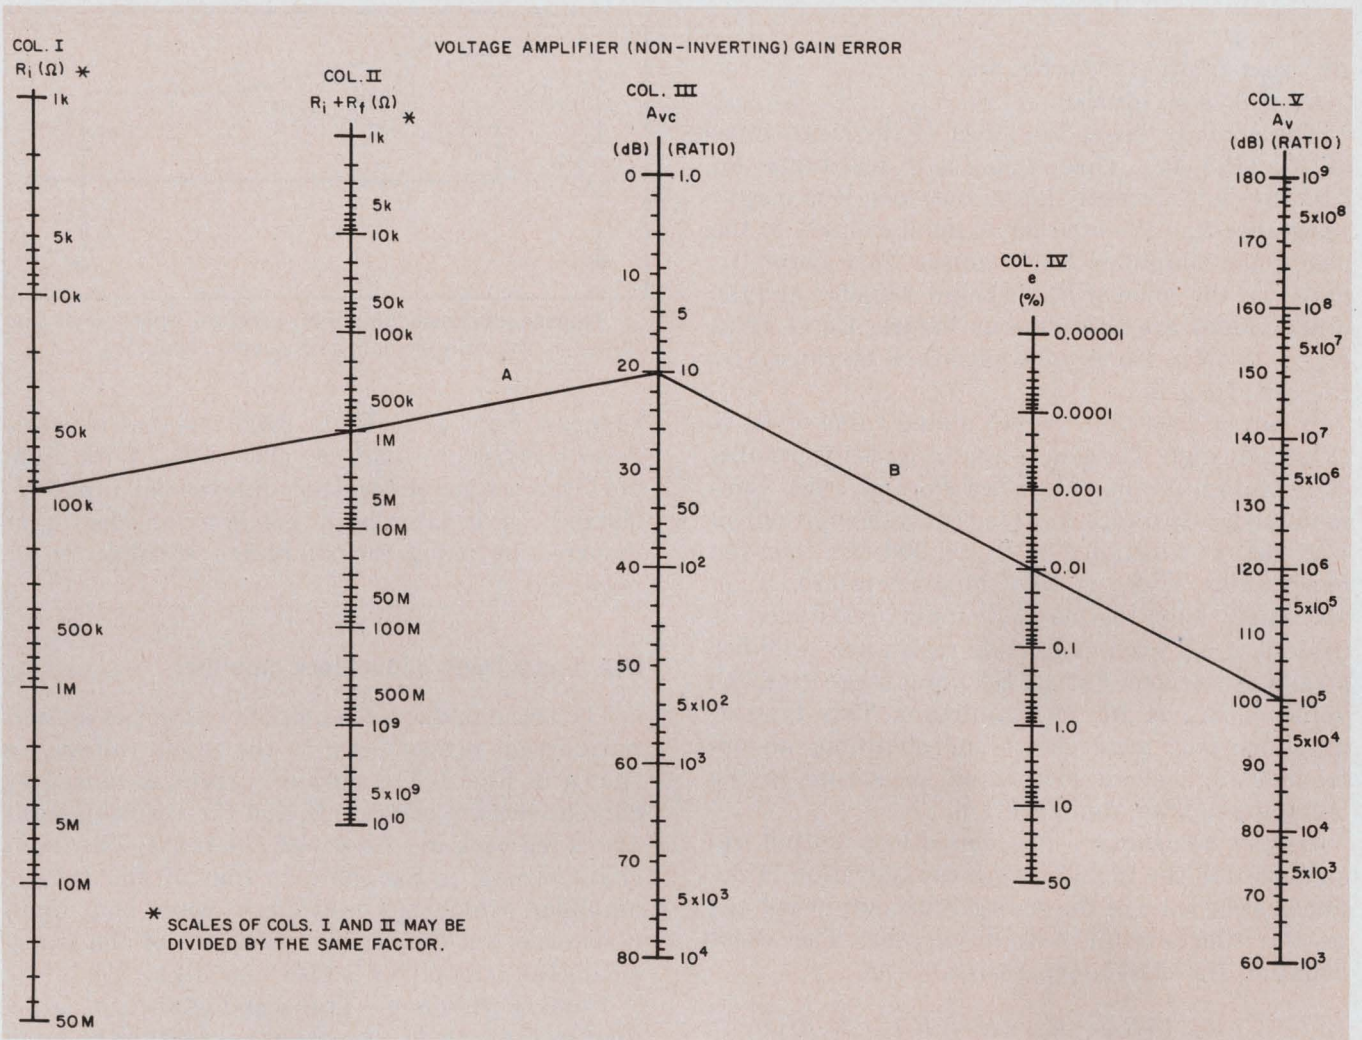 VOLTAGE AMPLIFIER (NON-INVERTING) GAIN ERROR
COL. I
Ri (Ω) *
1k
5k
10k
50k
100k
500k
1M
5M
10M
50M
COL. II
Ri + Rf (Ω) *
1k
5k
10k
50k
100k
500k
1M
5M
10M
50M
100M
500M
10⁹
5x10⁹
10¹⁰
COL. III
Avc
(dB) (RATIO)
0 1.0
10
5
20 10
30
50
40 10²
50
5x10²
60 10³
70
5x10³
80 10⁴
COL. IV
e
(%)
0.00001
0.0001
0.001
0.01
0.1
1.0
10
50
COL. V
Av
(dB) (RATIO)
180 10⁹
5x10⁸
170
160 10⁸
5x10⁷
150
140 10⁷
5x10⁶
130
120 10⁶
5x10⁵
110
100 10⁵
5x10⁴
90
80 10⁴
5x10³
70
60 10³
A
B
* SCALES OF COLS. I AND II MAY BE
DIVIDED BY THE SAME FACTOR.